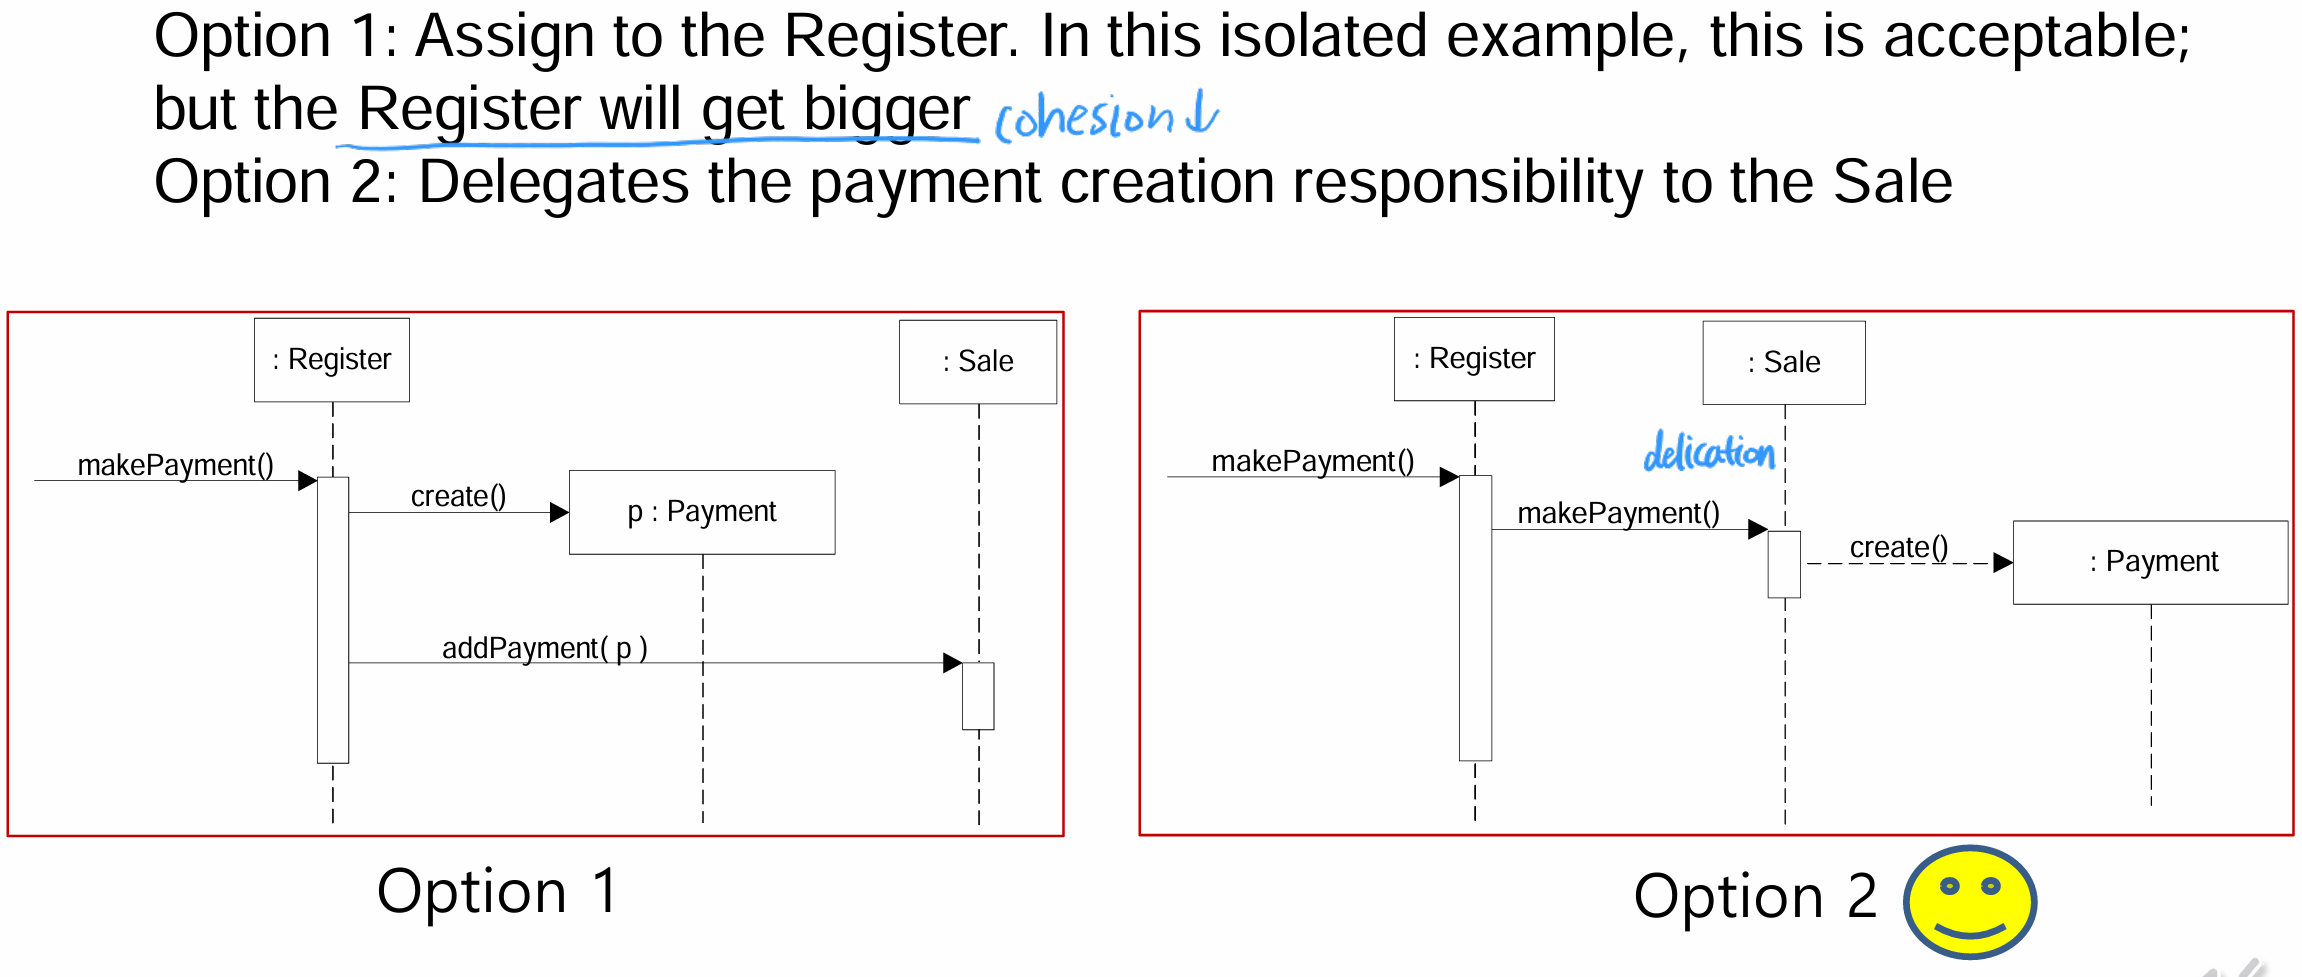 Option 1: Assign to the Register. In this isolated example, this is acceptable;
but the Register will get bigger cohesion↓
Option 2: Delegates the payment creation responsibility to the Sale
: Register
: Sale
makePayment()
create()
p : Payment
addPayment( p )
Option 1
: Register
: Sale
delication
makePayment()
makePayment()
create()
: Payment
Option 2